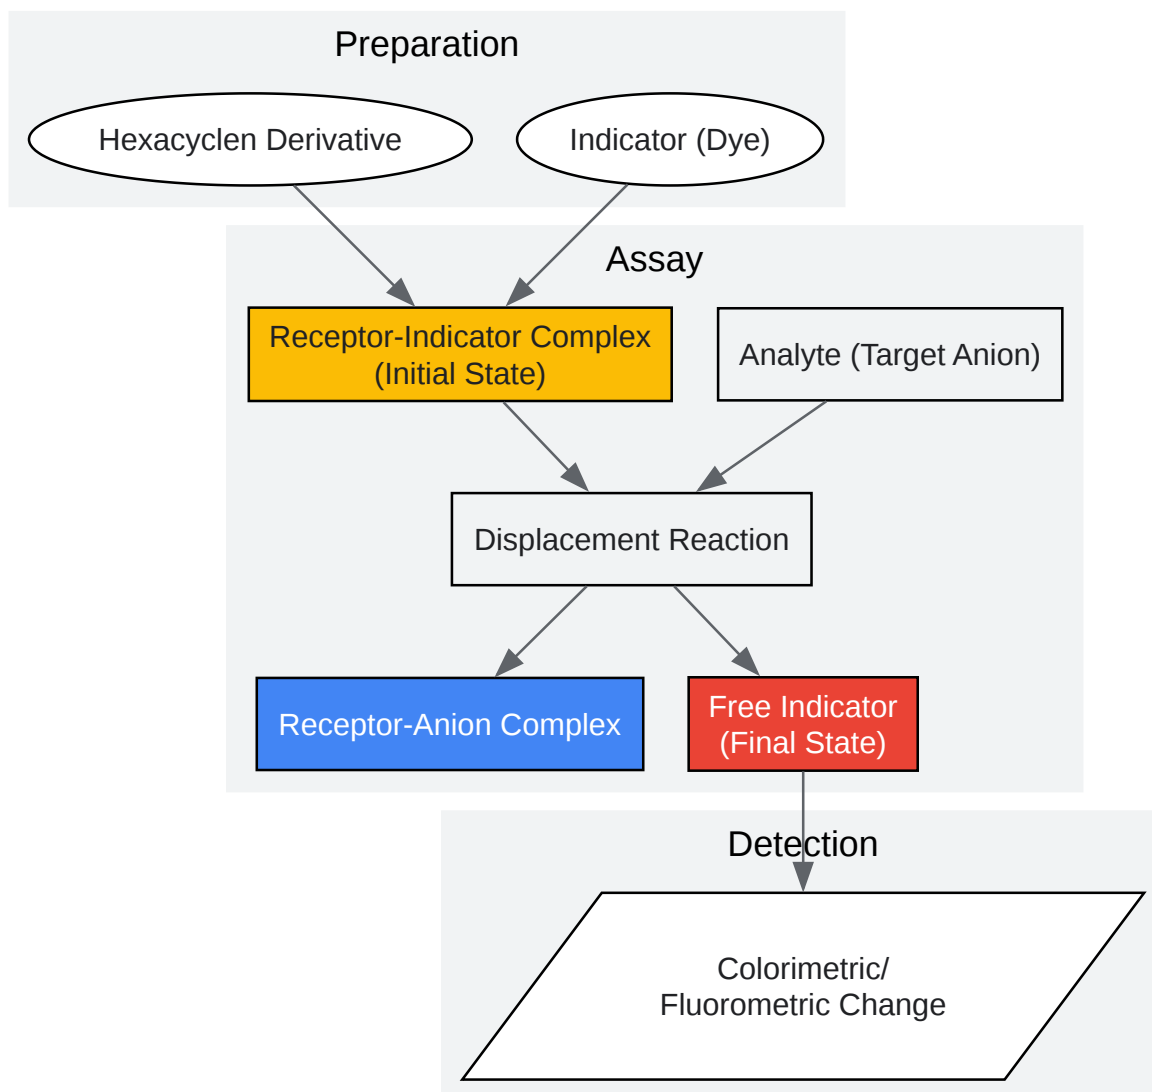 Preparation
Hexacyclen Derivative
Indicator (Dye)
Assay
Receptor-Indicator Complex
(Initial State)
Analyte (Target Anion)
Displacement Reaction
Receptor-Anion Complex
Free Indicator
(Final State)
Detection
Colorimetric/
Fluorometric Change